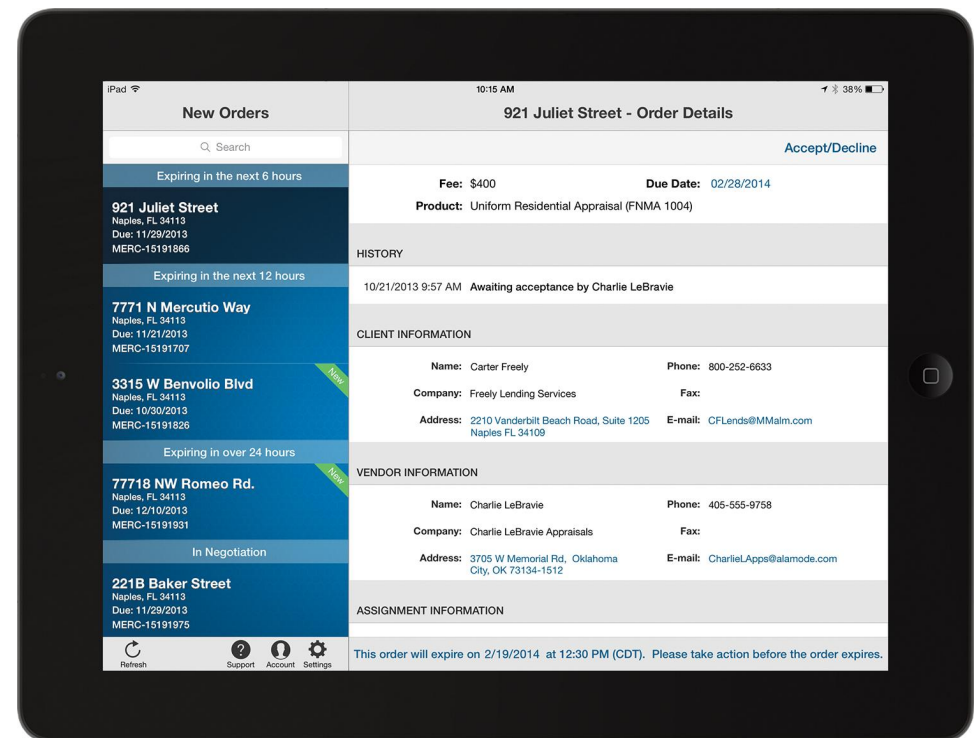 iPad
10:15 AM
38%
New Orders
921 Juliet Street - Order Details
Search
Accept/Decline
Expiring in the next 6 hours
921 Juliet Street
Naples, FL 34113
Due: 11/29/2013
MERC-15191866
Expiring in the next 12 hours
7771 N Mercutio Way
Naples, FL 34113
Due: 11/21/2013
MERC-15191707
3315 W Benvolio Blvd
New
Naples, FL 34113
Due: 10/30/2013
MERC-15191826
Expiring in over 24 hours
77718 NW Romeo Rd.
New
Naples, FL 34113
Due: 12/10/2013
MERC-15191931
In Negotiation
221B Baker Street
Naples, FL 34113
Due: 11/29/2013
MERC-15191975
Refresh
Support
Account
Settings
Fee: $400
Due Date: 02/28/2014
Product: Uniform Residential Appraisal (FNMA 1004)
HISTORY
10/21/2013 9:57 AM Awaiting acceptance by Charlie LeBravie
CLIENT INFORMATION
Name: Carter Freely
Phone: 800-252-6633
Company: Freely Lending Services
Fax:
Address: 2210 Vanderbilt Beach Road, Suite 1205
Naples FL 34109
E-mail: CFLends@MMalm.com
VENDOR INFORMATION
Name: Charlie LeBravie
Phone: 405-555-9758
Company: Charlie LeBravie Appraisals
Fax:
Address: 3705 W Memorial Rd, Oklahoma
City, OK 73134-1512
E-mail: CharlieLApps@alamode.com
ASSIGNMENT INFORMATION
This order will expire on 2/19/2014 at 12:30 PM (CDT). Please take action before the order expires.